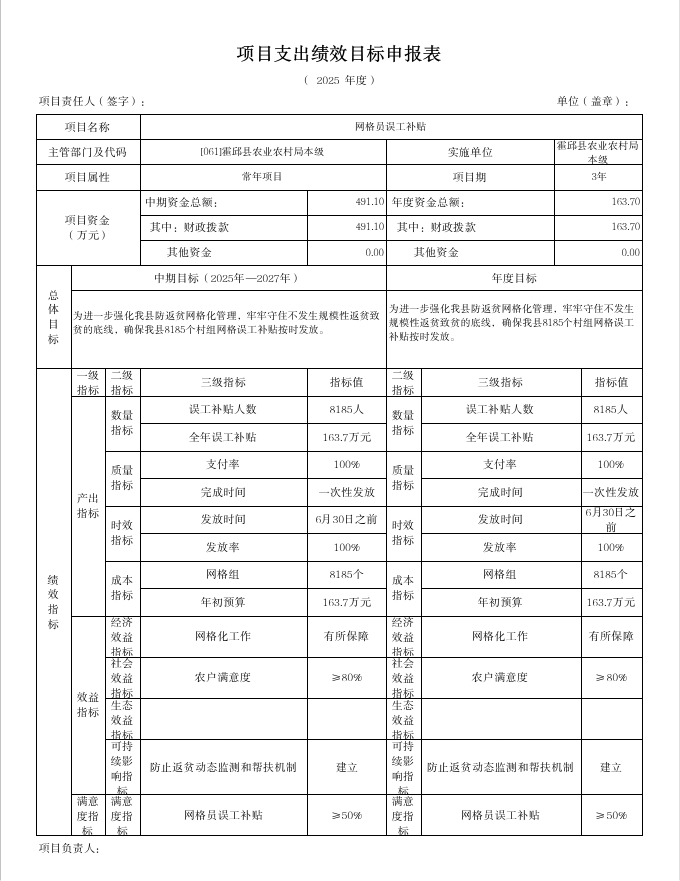 项目支出绩效目标申报表
（ 2025 年度 ）
项目责任人（签字）： 单位（盖章）：
项目名称 网格员误工补贴
主管部门及代码 [061]霍邱县农业农村局本级 实施单位 霍邱县农业农村局
本级
项目属性 常年项目 项目期 3年
项目资金
（万元）
中期资金总额： 491.10 年度资金总额： 163.70
其中：财政拨款 491.10 其中：财政拨款 163.70
其他资金 0.00 其他资金 0.00
总
体
目
标
中期目标（2025年—2027年） 年度目标
为进一步强化我县防返贫网格化管理，牢牢守住不发生规模性返贫致
贫的底线，确保我县8185个村组网格误工补贴按时发放。
为进一步强化我县防返贫网格化管理，牢牢守住不发生
规模性返贫致贫的底线，确保我县8185个村组网格误工
补贴按时发放。
绩
效
指
标
一级
指标
二级
指标
三级指标 指标值
二级
指标
三级指标 指标值
产出
指标
数量
指标
误工补贴人数 8185人
数量
指标
误工补贴人数 8185人
全年误工补贴 163.7万元 全年误工补贴 163.7万元
质量
指标
支付率 100%
质量
指标
支付率 100%
完成时间 一次性发放 完成时间 一次性发放
时效
指标
发放时间 6月30日之前
时效
指标
发放时间 6月30日之
前
发放率 100% 发放率 100%
成本
指标
网格组 8185个
成本
指标
网格组 8185个
年初预算 163.7万元 年初预算 163.7万元
效益
指标
经济
效益
指标
网格化工作 有所保障
经济
效益
指标
网格化工作 有所保障
社会
效益
指标
农户满意度 ≥80%
社会
效益
指标
农户满意度 ≥80%
生态
效益
指标
生态
效益
指标
可持
续影
响指
标
防止返贫动态监测和帮扶机制 建立
可持
续影
响指
标
防止返贫动态监测和帮扶机制 建立
满意
度指
标
满意
度指
标
网格员误工补贴 ≥50%
满意
度指
标
网格员误工补贴 ≥50%
项目负责人：